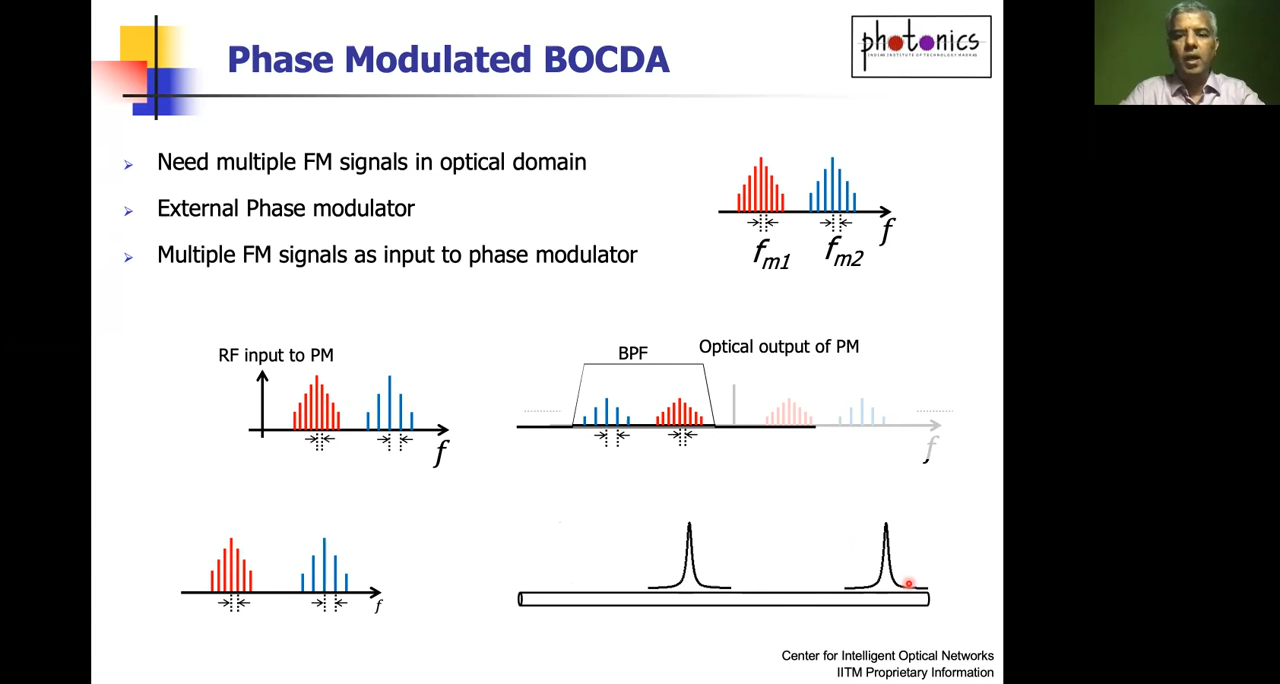 Phase Modulated BOCDA
photonics
INDIAN INSTITUTE OF TECHNOLOGY MADRAS
Need multiple FM signals in optical domain
External Phase modulator
Multiple FM signals as input to phase modulator
f
fm1
fm2
RF input to PM
f
BPF
Optical output of PM
f
f
Center for Intelligent Optical Networks
IITM Proprietary Information